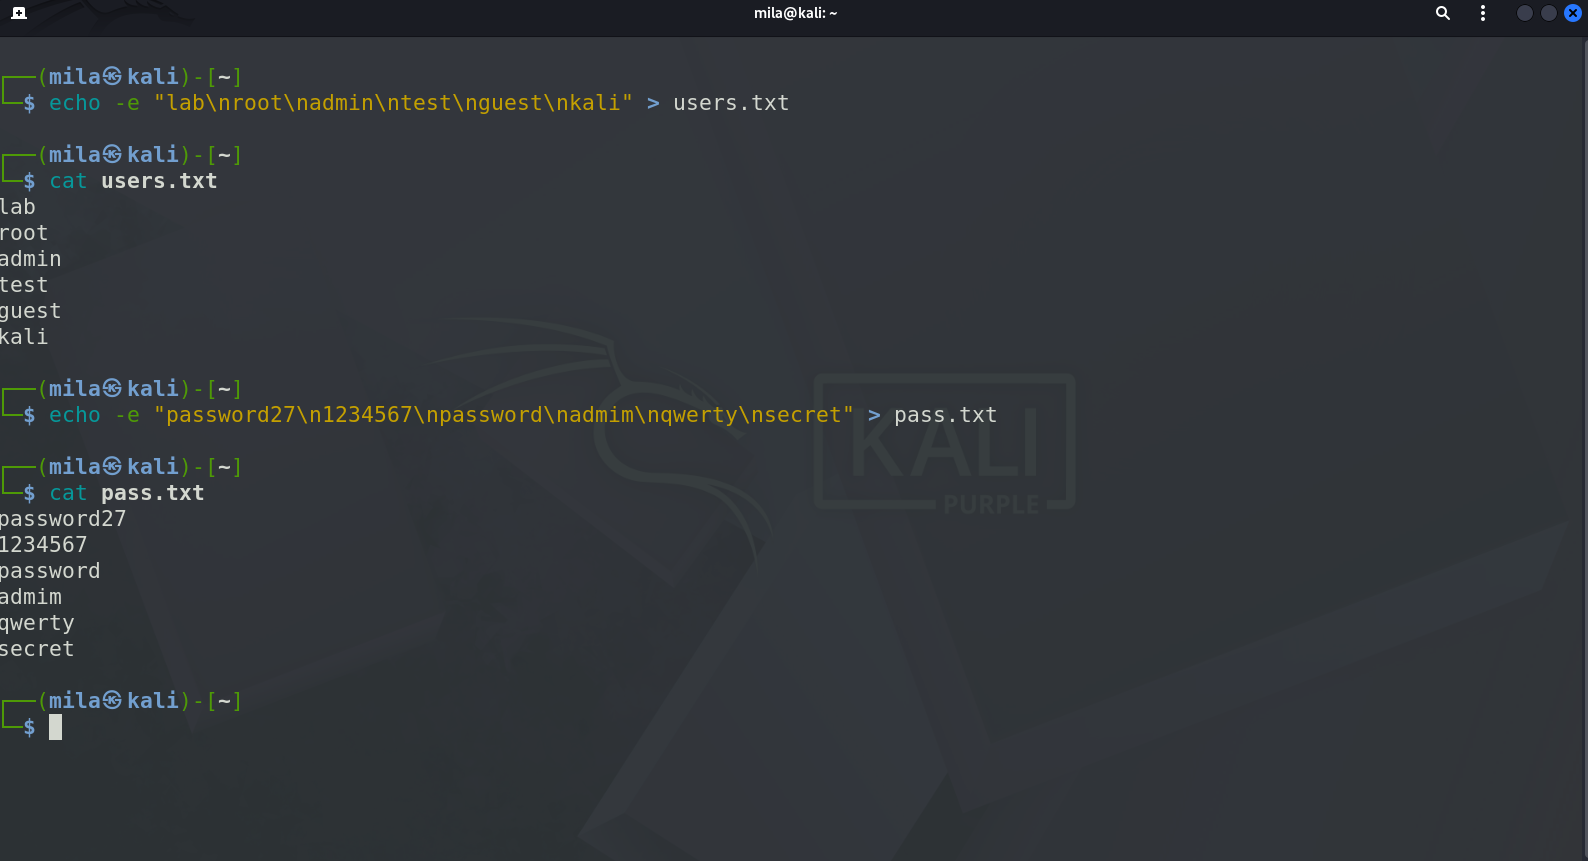 mila@kali: ~
┌──(mila㉿kali)-[~]
└─$ echo -e "lab\nroot\nadmin\ntest\nguest\nkali" > users.txt
┌──(mila㉿kali)-[~]
└─$ cat users.txt
lab
root
admin
test
guest
kali
┌──(mila㉿kali)-[~]
└─$ echo -e "password27\n1234567\npassword\nadmim\nqwerty\nsecret" > pass.txt
┌──(mila㉿kali)-[~]
└─$ cat pass.txt
password27
1234567
password
admim
qwerty
secret
┌──(mila㉿kali)-[~]
└─$
KALI
PURPLE